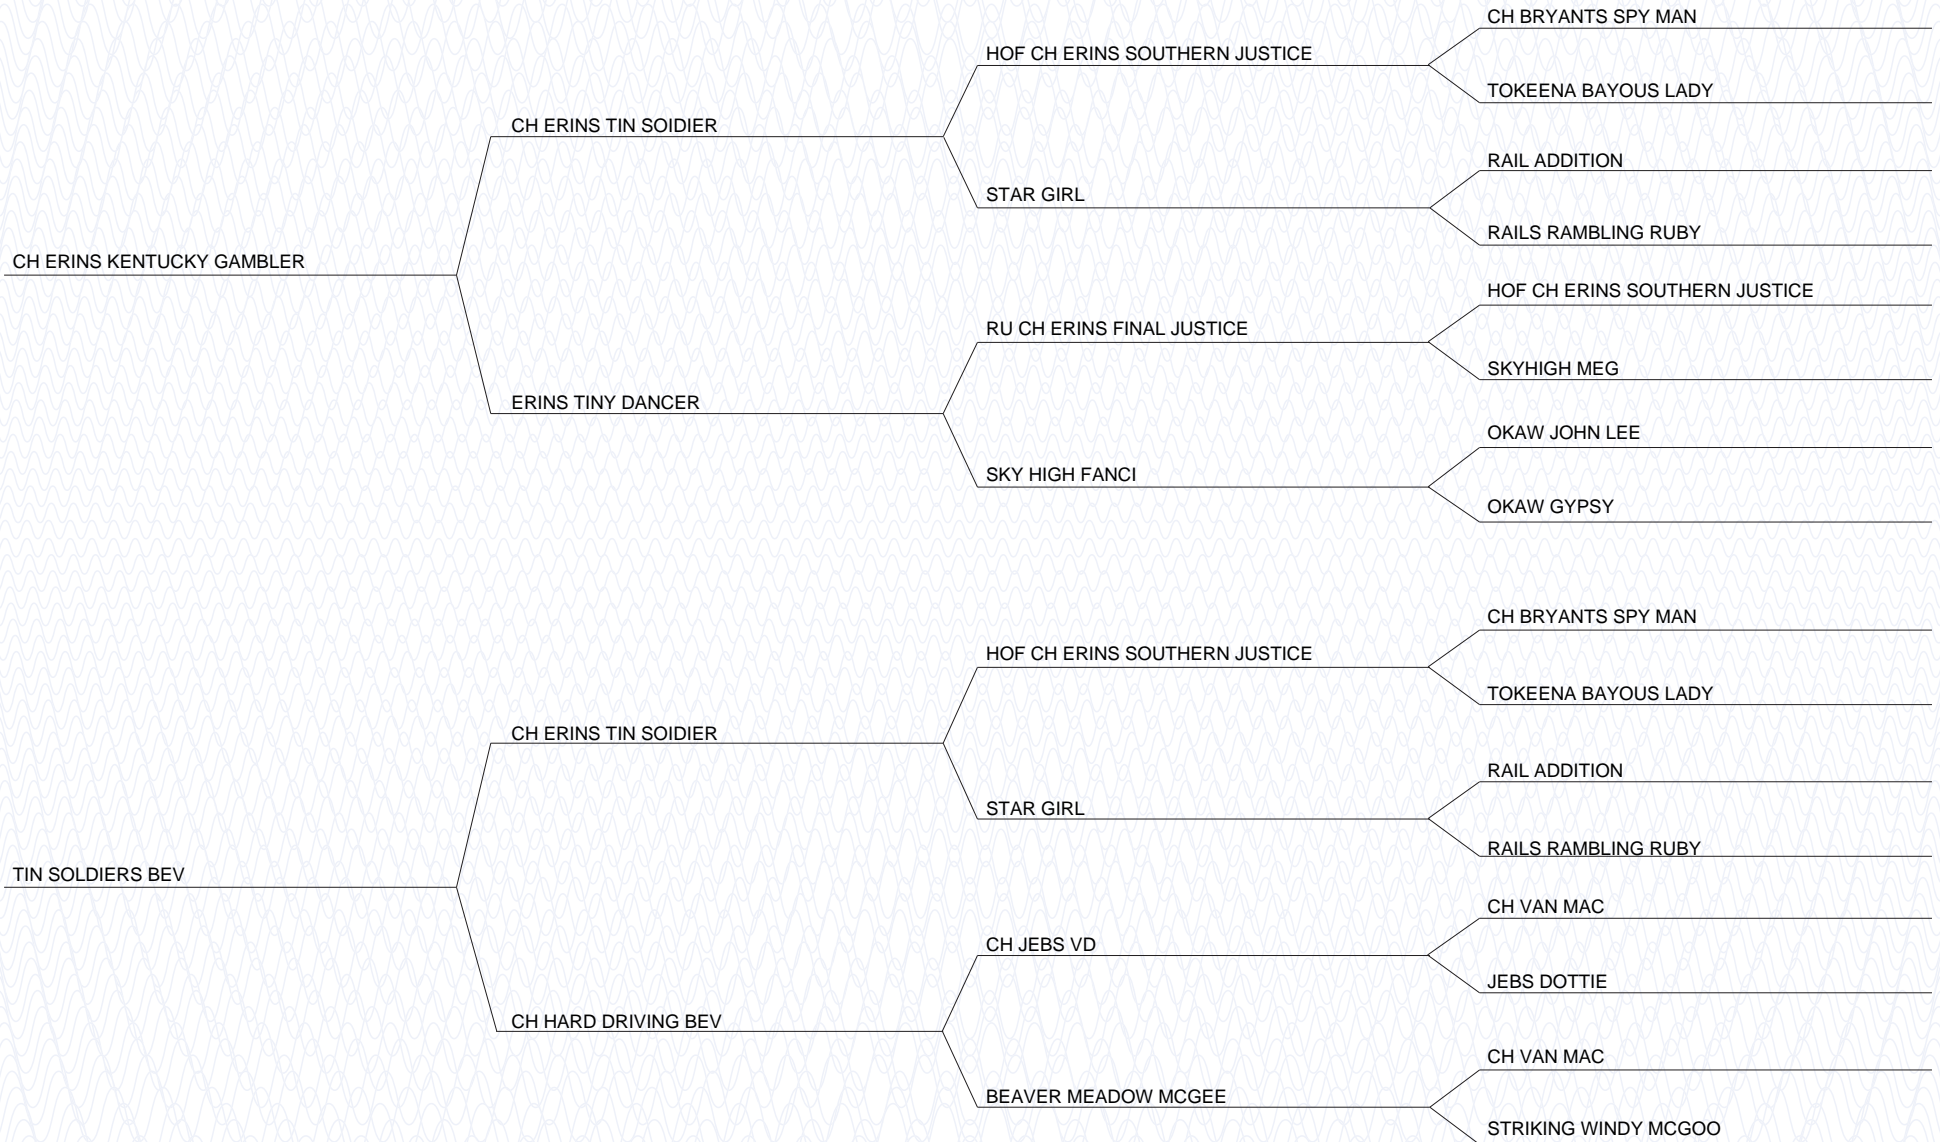 CH BRYANTS SPY MAN
HOF CH ERINS SOUTHERN JUSTICE
TOKEENA BAYOUS LADY
CH ERINS TIN SOIDIER
RAIL ADDITION
STAR GIRL
RAILS RAMBLING RUBY
CH ERINS KENTUCKY GAMBLER
HOF CH ERINS SOUTHERN JUSTICE
RU CH ERINS FINAL JUSTICE
SKYHIGH MEG
ERINS TINY DANCER
OKAW JOHN LEE
SKY HIGH FANCI
OKAW GYPSY
CH BRYANTS SPY MAN
HOF CH ERINS SOUTHERN JUSTICE
TOKEENA BAYOUS LADY
CH ERINS TIN SOIDIER
RAIL ADDITION
STAR GIRL
RAILS RAMBLING RUBY
TIN SOLDIERS BEV
CH VAN MAC
CH JEBS VD
JEBS DOTTIE
CH HARD DRIVING BEV
CH VAN MAC
BEAVER MEADOW MCGEE
STRIKING WINDY MCGOO